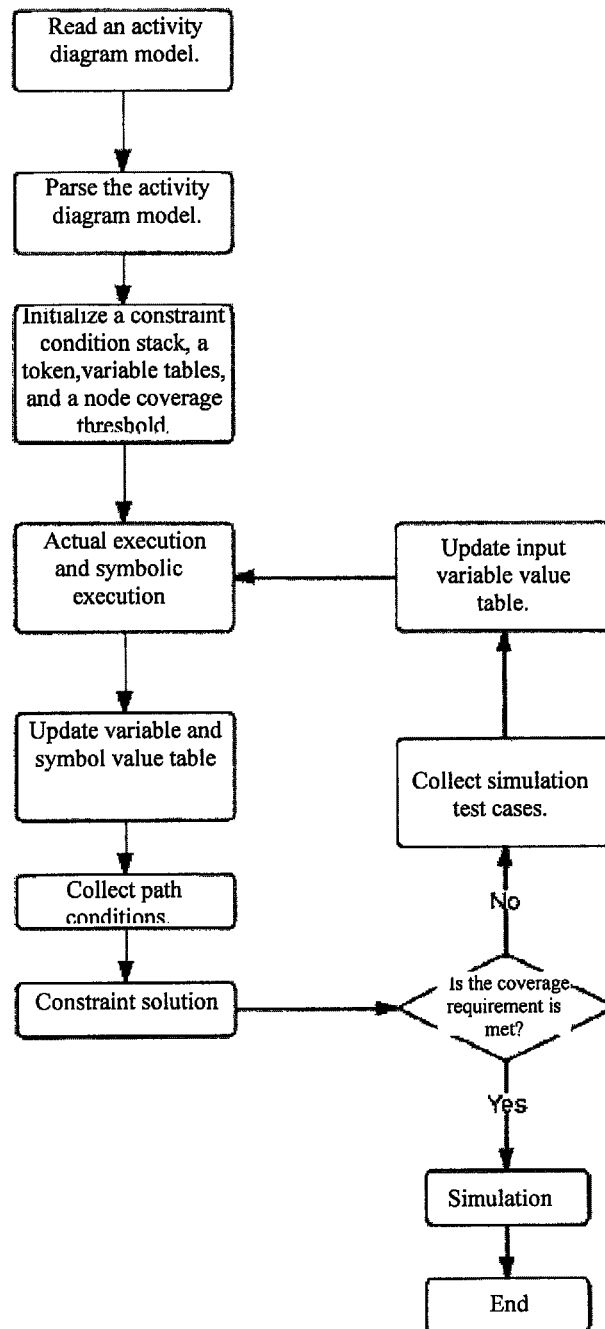 Read an activity
diagram model.
Parse the activity
diagram model.
Initialize a constraint
condition stack, a
token,variable tables,
and a node coverage
threshold.
Actual execution
and symbolic
execution
Update variable and
symbol value table
Collect path
conditions.
Constraint solution
Is the coverage
requirement is
met?
No
Collect simulation
test cases.
Update input
variable value
table.
Yes
Simulation
End